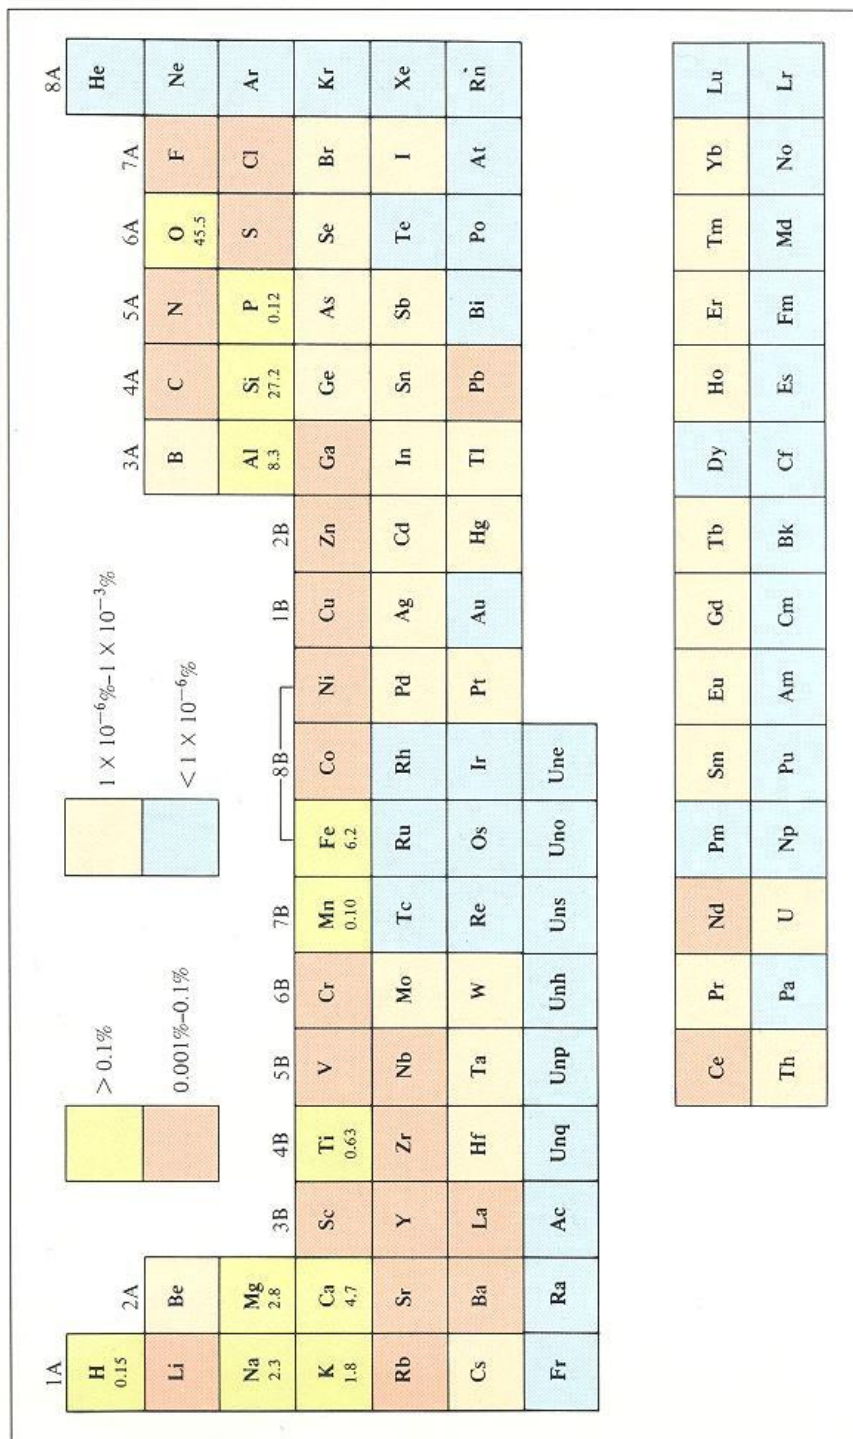 8A
1A
H
0.15
2A
> 0.1%
1 × 10⁻⁶%–1 × 10⁻³%
3A
4A
5A
6A
7A
He
Li
Be
0.001%–0.1%
< 1 × 10⁻⁶%
B
C
N
O
45.5
F
Ne
Na
2.3
Mg
2.8
3B
4B
5B
6B
7B
8B
1B
2B
Al
8.3
Si
27.2
P
0.12
S
Cl
Ar
K
1.8
Ca
4.7
Sc
Ti
0.63
V
Cr
Mn
0.10
Fe
6.2
Co
Ni
Cu
Zn
Ga
Ge
As
Se
Br
Kr
Rb
Sr
Y
Zr
Nb
Mo
Tc
Ru
Rh
Pd
Ag
Cd
In
Sn
Sb
Te
I
Xe
Cs
Ba
La
Hf
Ta
W
Re
Os
Ir
Pt
Au
Hg
Tl
Pb
Bi
Po
At
Rn
Fr
Ra
Ac
Unq
Unp
Unh
Uns
Uno
Une
Ce
Pr
Nd
Pm
Sm
Eu
Gd
Tb
Dy
Ho
Er
Tm
Yb
Lu
Th
Pa
U
Np
Pu
Am
Cm
Bk
Cf
Es
Fm
Md
No
Lr